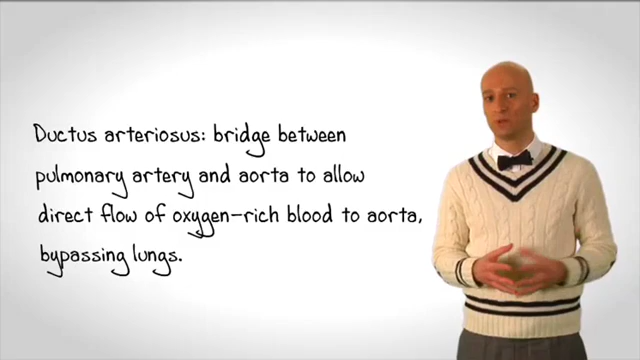 Ductus arteriosus: bridge between
pulmonary artery and aorta to allow
direct flow of oxygen-rich blood to aorta,
bypassing lungs.